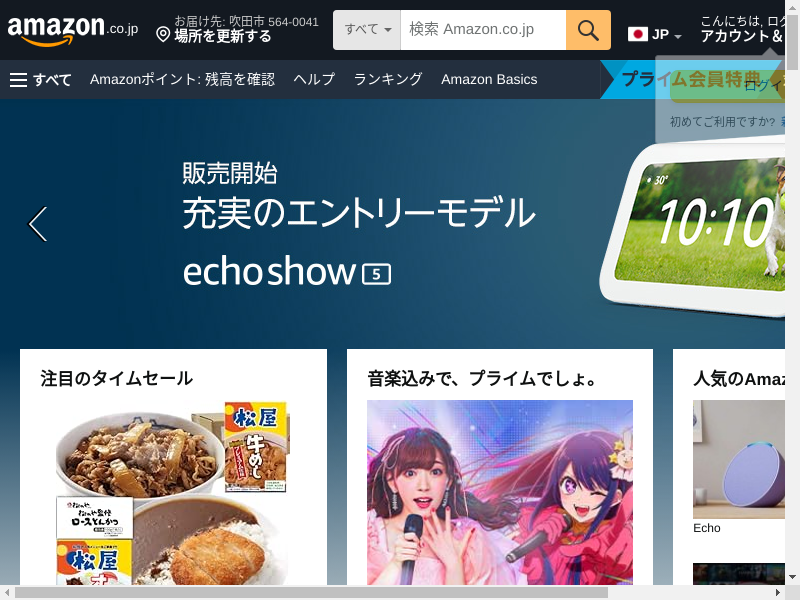 amazon.co.jp
お届け先: 吹田市 564-0041
場所を更新する
すべて
検索 Amazon.co.jp
JP
こんにちは, ログ
アカウント&
すべて
Amazonポイント: 残高を確認
ヘルプ
ランキング
Amazon Basics
プライム会員特典
ログイ
初めてご利用ですか?
販売開始
充実のエントリーモデル
echo show 5
30°
10:10
注目のタイムセール
音楽込みで、プライムでしょ。
人気のAmaz
松屋
牛めし
ロースとんかつ
松屋
Echo